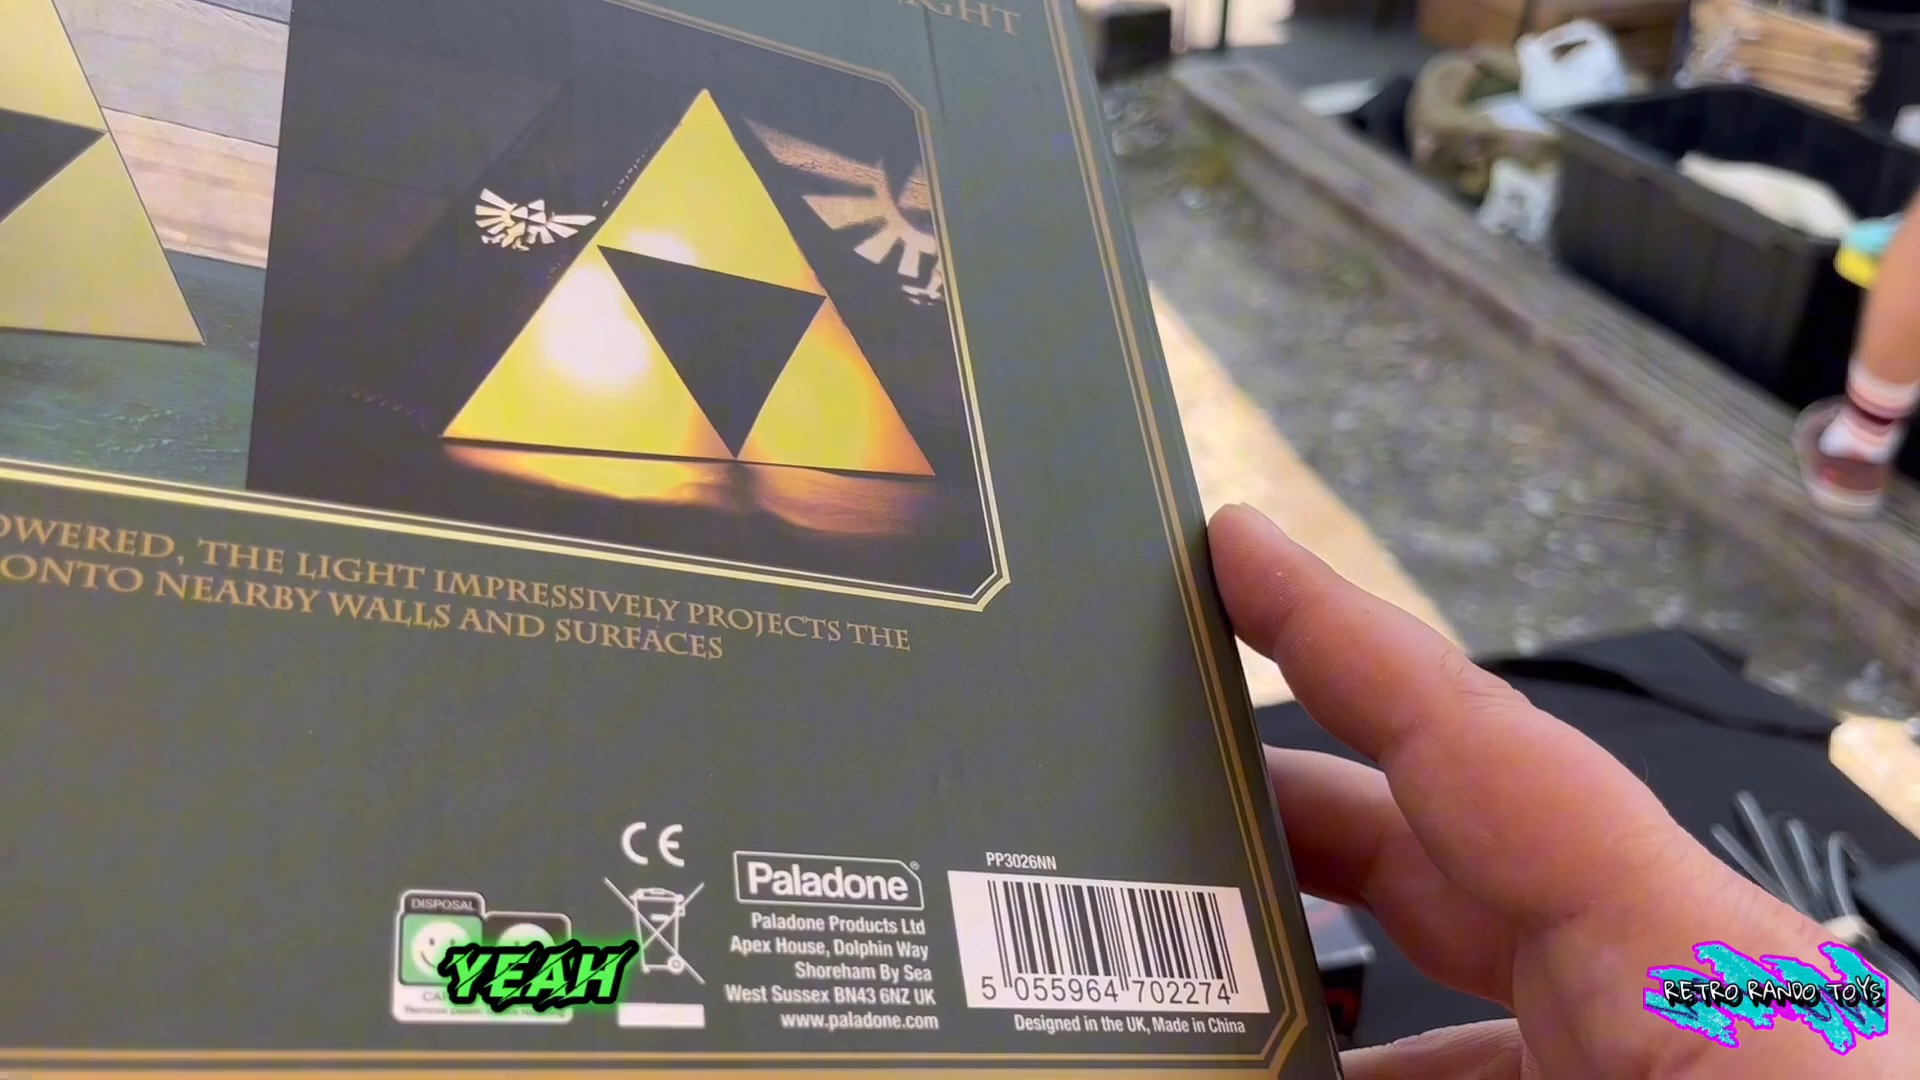 THE LIGHT IMPRESSIVELY PROJECTS THE
ONTO NEARBY WALLS AND SURFACES
CE
DISPOSAL
YEAH
Paladone®
Paladone Products Ltd
Apex House, Dolphin Way
Shoreham By Sea
West Sussex BN43 6NZ UK
www.paladone.com
PP3026NN
5 055964 702274
Designed in the UK, Made in China
RETRO RANDO TOYS